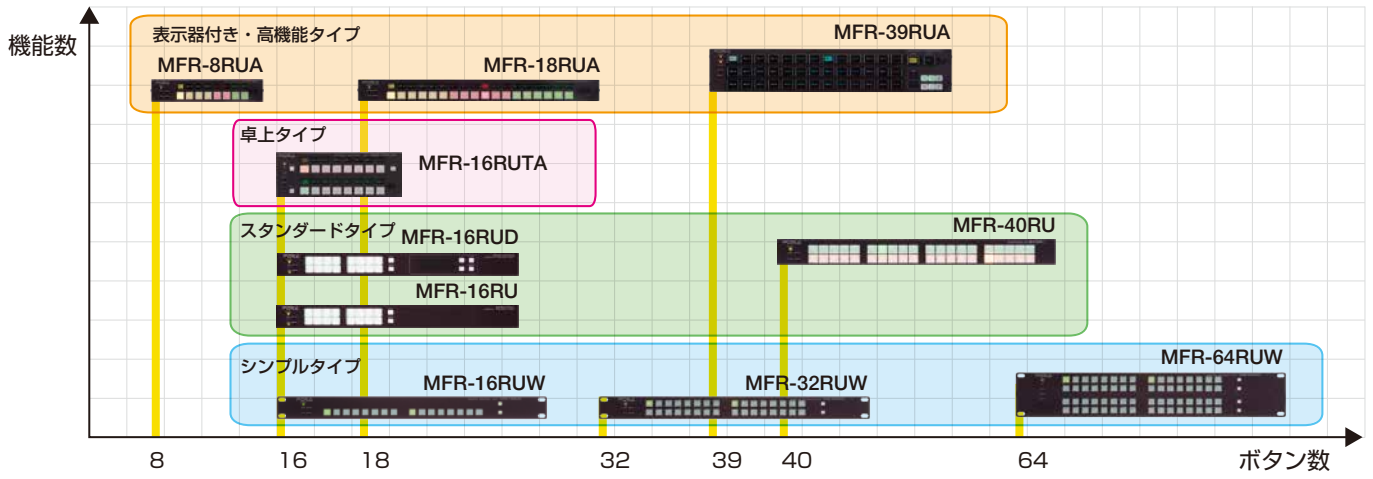 機能数
表示器付き・高機能タイプ
MFR-8RUA
MFR-18RUA
MFR-39RUA
卓上タイプ
MFR-16RUTA
スタンダードタイプ
MFR-16RUD
MFR-40RU
MFR-16RU
シンプルタイプ
MFR-16RUW
MFR-32RUW
MFR-64RUW
8
16
18
32
39
40
64
ボタン数